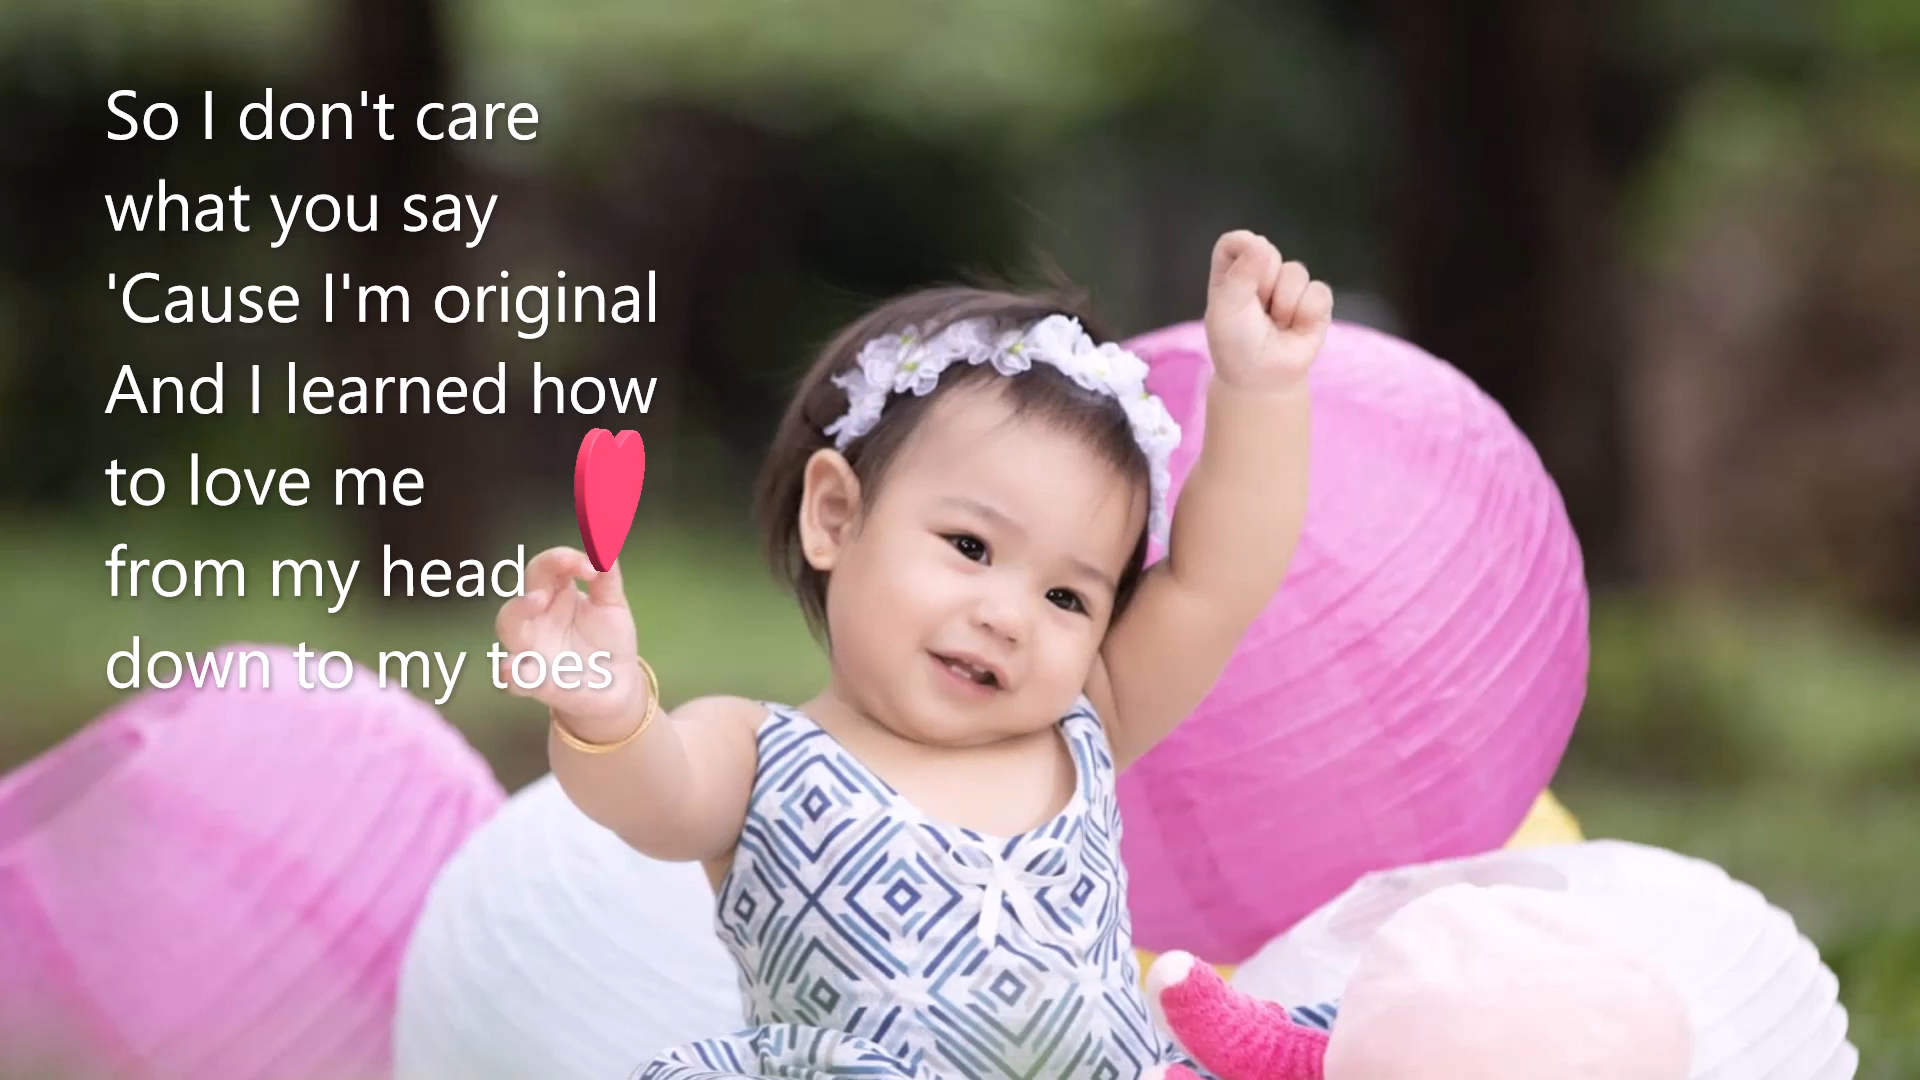 So I don't care
what you say
'Cause I'm original
And I learned how
to love me
from my head
down to my toes